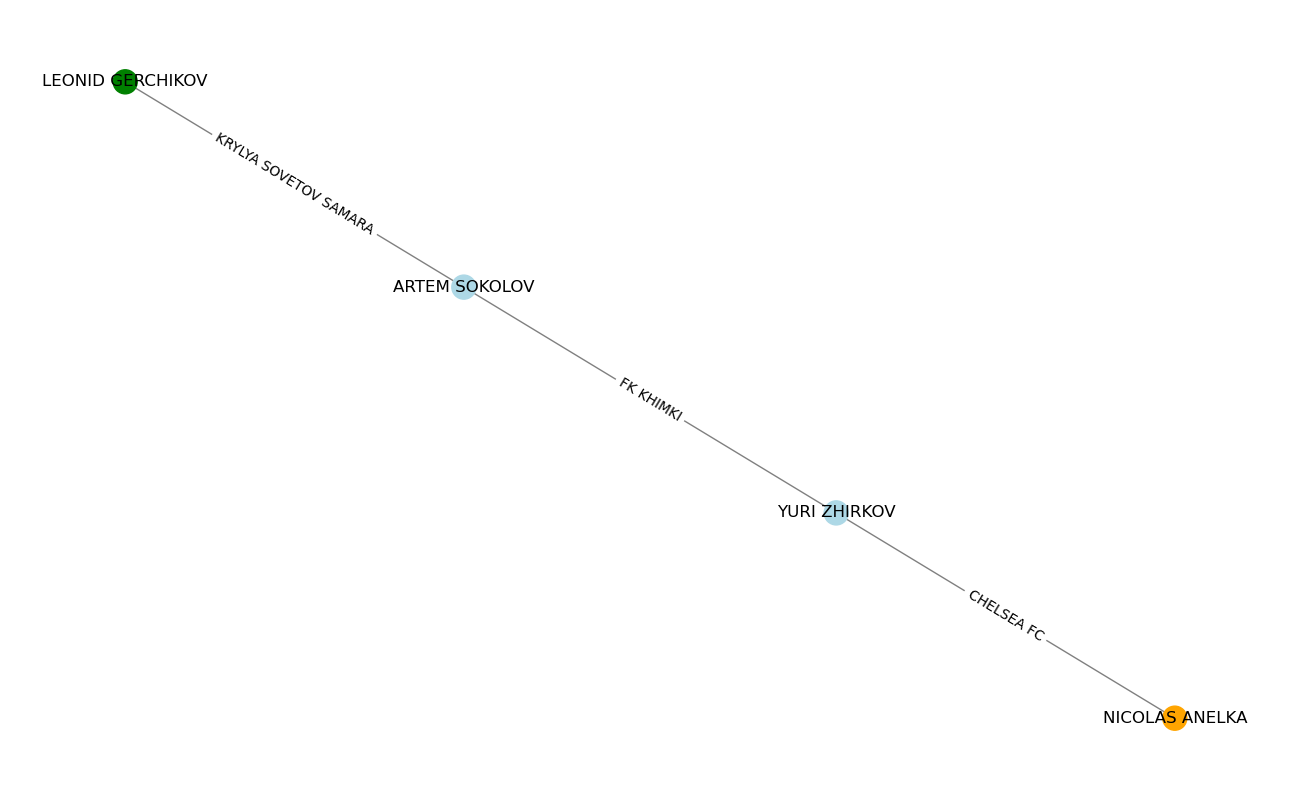 LEONID GERCHIKOV
KRYLYA SOVETOV SAMARA
ARTEM SOKOLOV
FK KHIMKI
YURI ZHIRKOV
CHELSEA FC
NICOLAS ANELKA